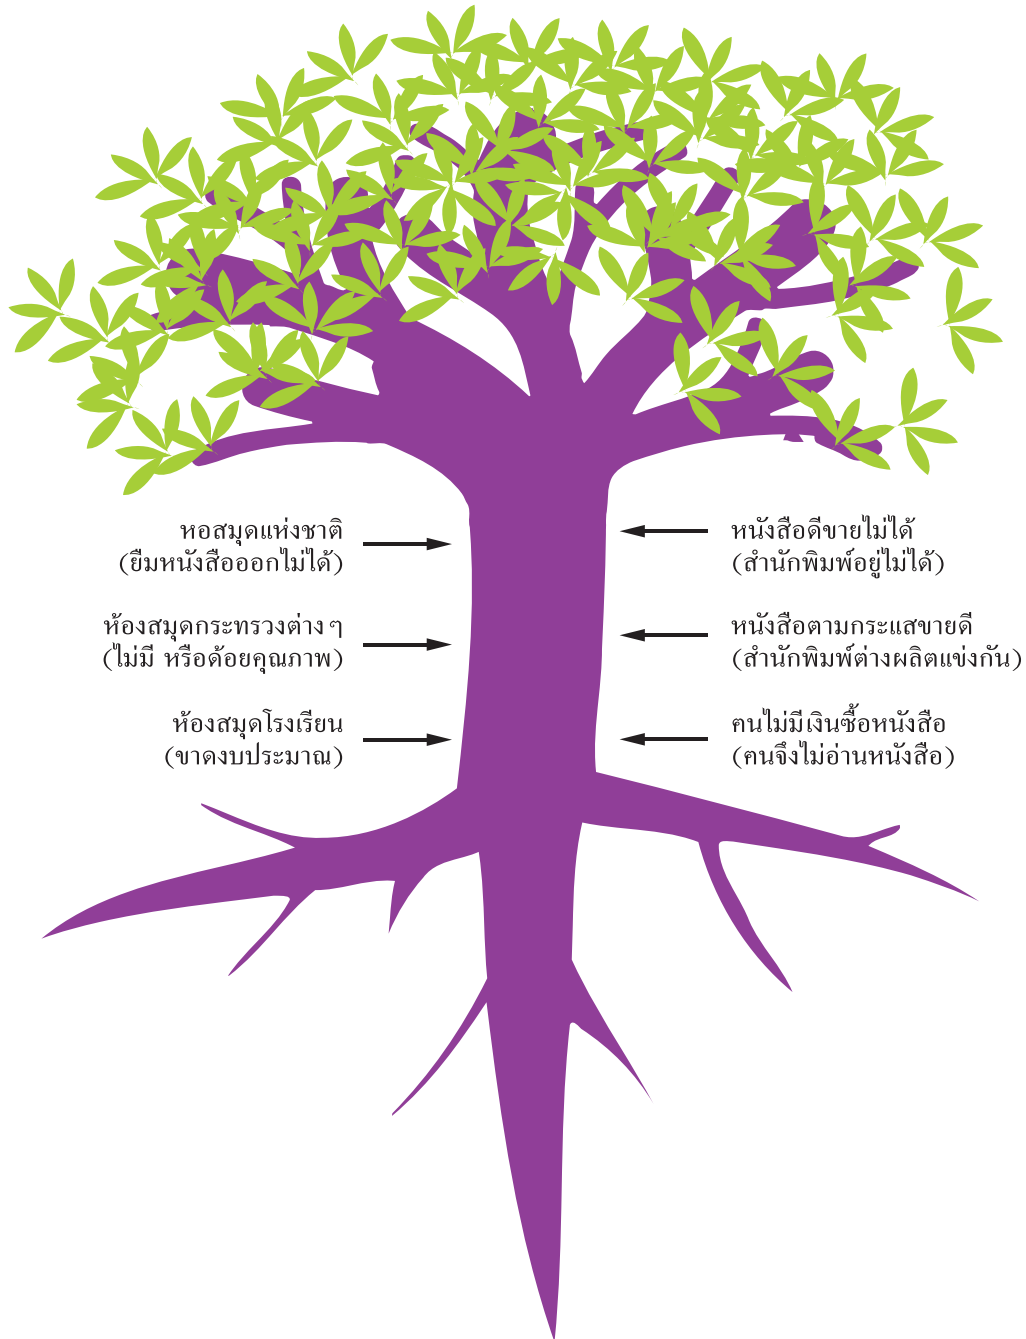 หอสมุดแห่งชาติ
(ยืมหนังสือออกไม่ได้)
ห้องสมุดกระทรวงต่าง ๆ
(ไม่มี หรือด้อยคุณภาพ)
ห้องสมุดโรงเรียน
(ขาดงบประมาณ)
หนังสือดีขายไม่ได้
(สำนักพิมพ์อยู่ไม่ได้)
หนังสือตามกระแสขายดี
(สำนักพิมพ์ต่างผลิตแข่งกัน)
คนไม่มีเงินซื้อหนังสือ
(คนจึงไม่อ่านหนังสือ)